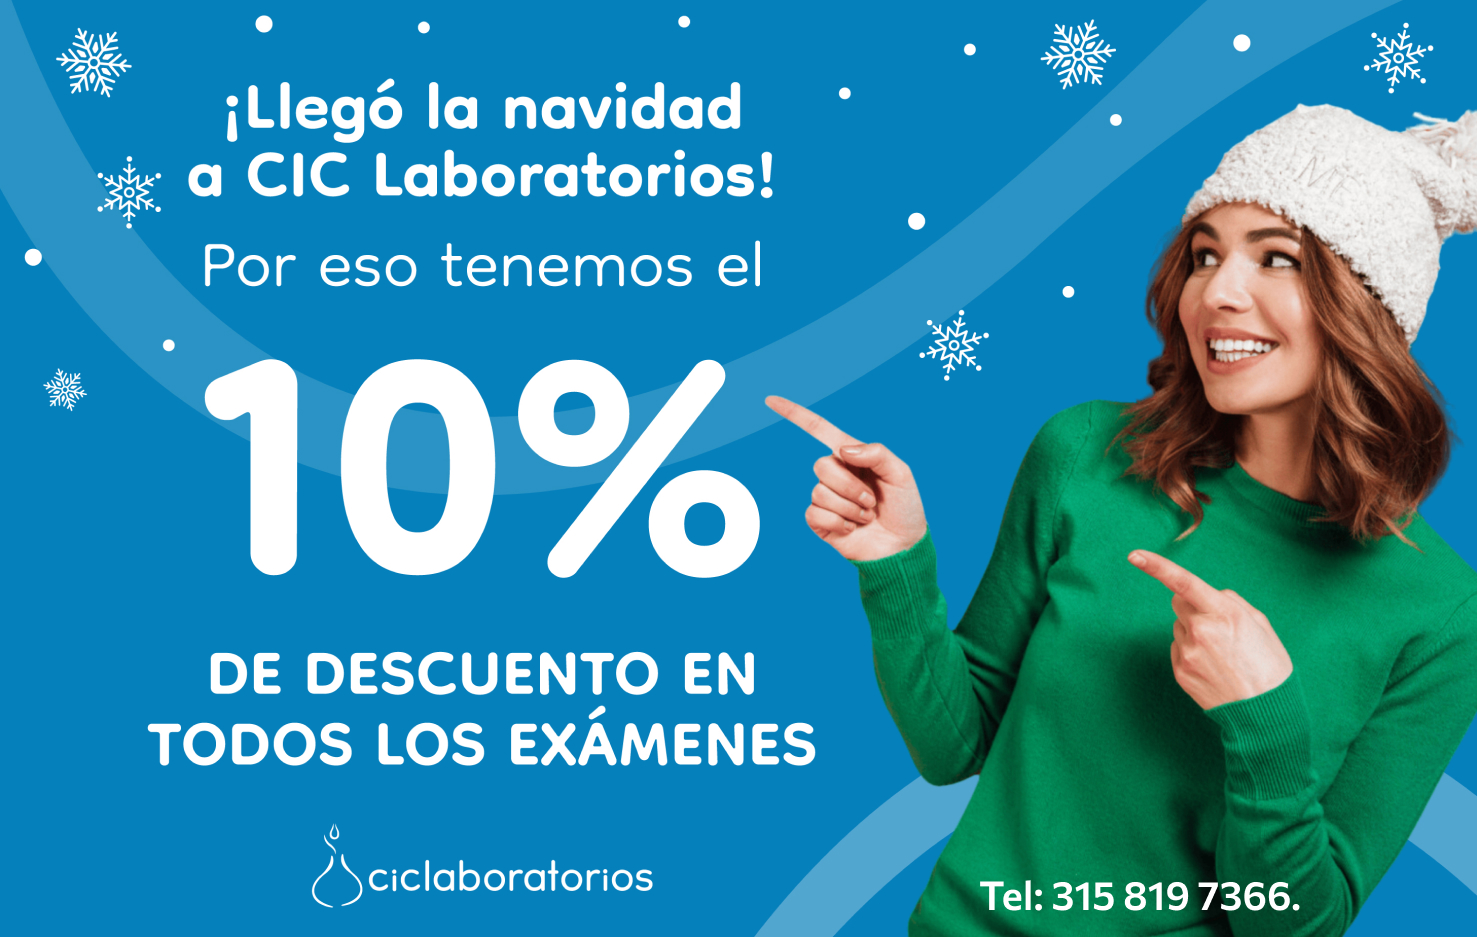 ¡Llegó la navidad
a CIC Laboratorios!
Por eso tenemos el
10%
DE DESCUENTO EN
TODOS LOS EXÁMENES
ciclaboratorios
Tel: 315 819 7366.